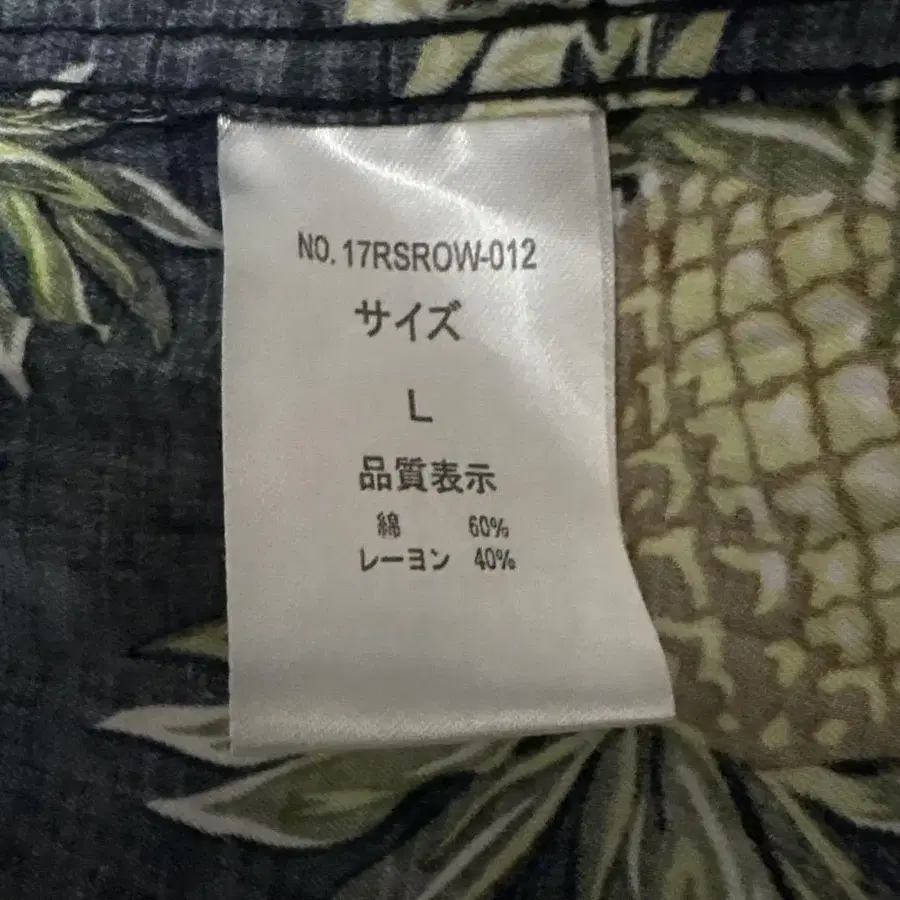 NO. 17RSROW-012
サイズ
L
品質表示
綿 60%
レーヨン 40%